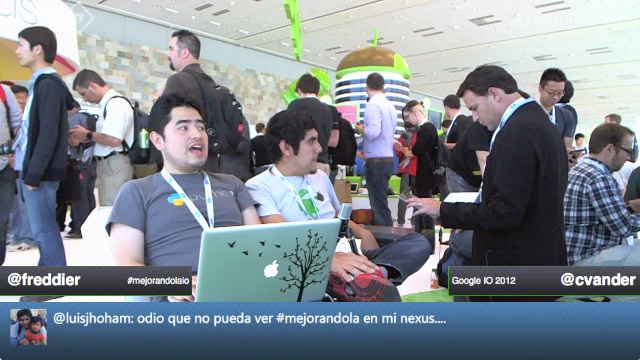 @freddier
#mejorandolaio
Google IO 2012
@cvander
@luisjhoham: odio que no pueda ver #mejorandola en mi nexus....